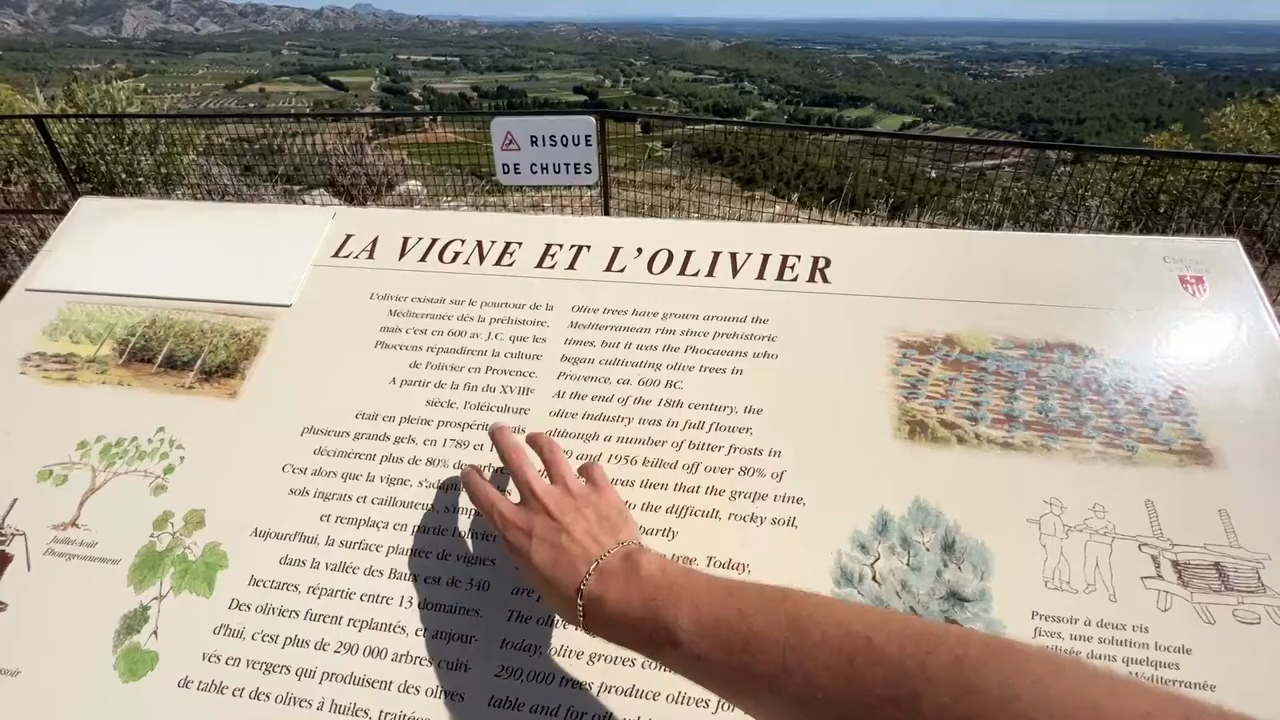 RISQUE
DE CHUTES
LA VIGNE ET L'OLIVIER
L'olivier existait sur le pourtour de la
Méditerranée dès la préhistoire,
mais c'est en 600 av. J.C. que les
Phocéens répandirent la culture
de l'olivier en Provence.
A partir de la fin du XVIIIe
siècle, l'oléiculture
était en pleine prospérité
plusieurs grands gels, en 1789 et
décimèrent plus de 80%
C'est alors que la vigne,
sols ingrats et caillouteux,
et remplaça en partie l'olivier
Aujourd'hui, la surface plantée de vignes
dans la vallée des Baux est de 340
hectares, répartie entre 13 domaines.
Des oliviers furent replantés, et aujour-
d'hui, c'est plus de 290 000 arbres culti-
vés en vergers qui produisent des olives
de table et des olives à huiles, traitées
Olive trees have grown around the
Mediterranean rim since prehistoric
times, but it was the Phocaeans who
began cultivating olive trees in
Provence, ca. 600 BC.
At the end of the 18th century, the
olive industry was in full flower,
although a number of bitter frosts in
and 1956 killed off over 80% of
was then that the grape vine,
to the difficult, rocky soil,
partly
tree. Today,
are
The olive
today, olive groves
290,000 trees produce olives for
table and for oil
Juillet-Août
Ebourgeonnement
Pressoir à deux vis
fixes, une solution locale
utilisée dans quelques
Méditerranée